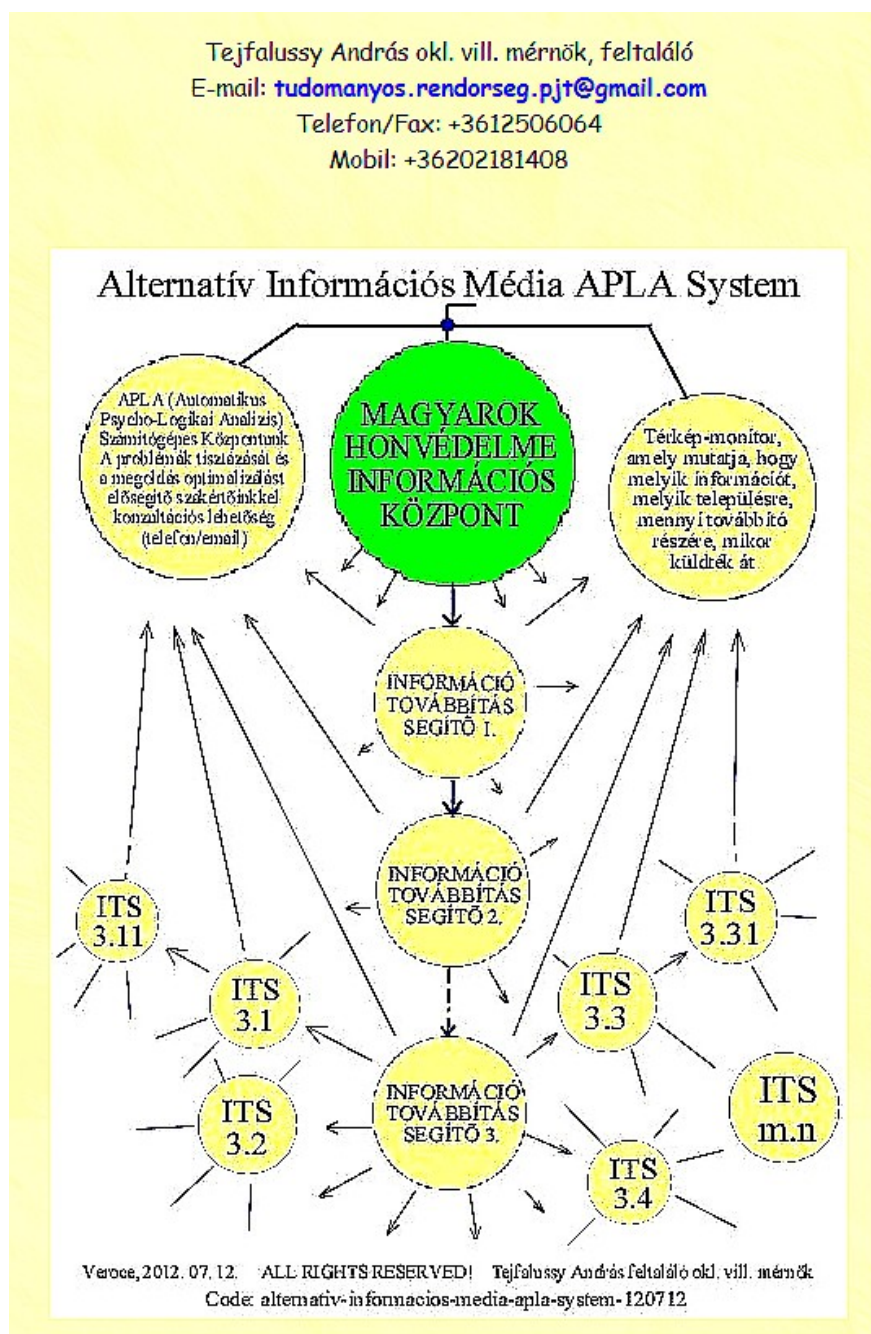 Tejfalussy András okl. vill. mérnök, feltaláló
E-mail: tudomanyos.rendorseg.pjt@gmail.com
Telefon/Fax: +3612506064
Mobil: +36202181408
Alternatív Információs Média APLA System
APLA (Automatikus
Psycho-Logikai Analízis)
Számítógépes Központunk
A problémák tisztázását és
a megoldás optimalizálást
elősegítő szakértőinkkel
konzultációs lehetőség
(telefon/email)
MAGYAROK
HONVÉDELME
INFORMÁCIÓS
KÖZPONT
Térkép-monitor,
amely mutatja, hogy
melyik információt,
melyik településre,
mennyi továbbító
részére, mikor
küldték át
INFORMÁCIÓ
TOVÁBBÍTÁS
SEGÍTÕ 1.
INFORMÁCIÓ
TOVÁBBÍTÁS
SEGÍTÕ 2.
ITS
3.11
ITS
3.31
ITS
3.1
ITS
3.3
INFORMÁCIÓ
TOVÁBBÍTÁS
SEGÍTÕ 3.
ITS
3.2
ITS
m.n
ITS
3.4
Veroce, 2012. 07. 12. ALL RIGHTS RESERVED! Tejfalussy András feltaláló okl. vill. mérnök
Code: alternativ-informacios-media-apla-system-120712